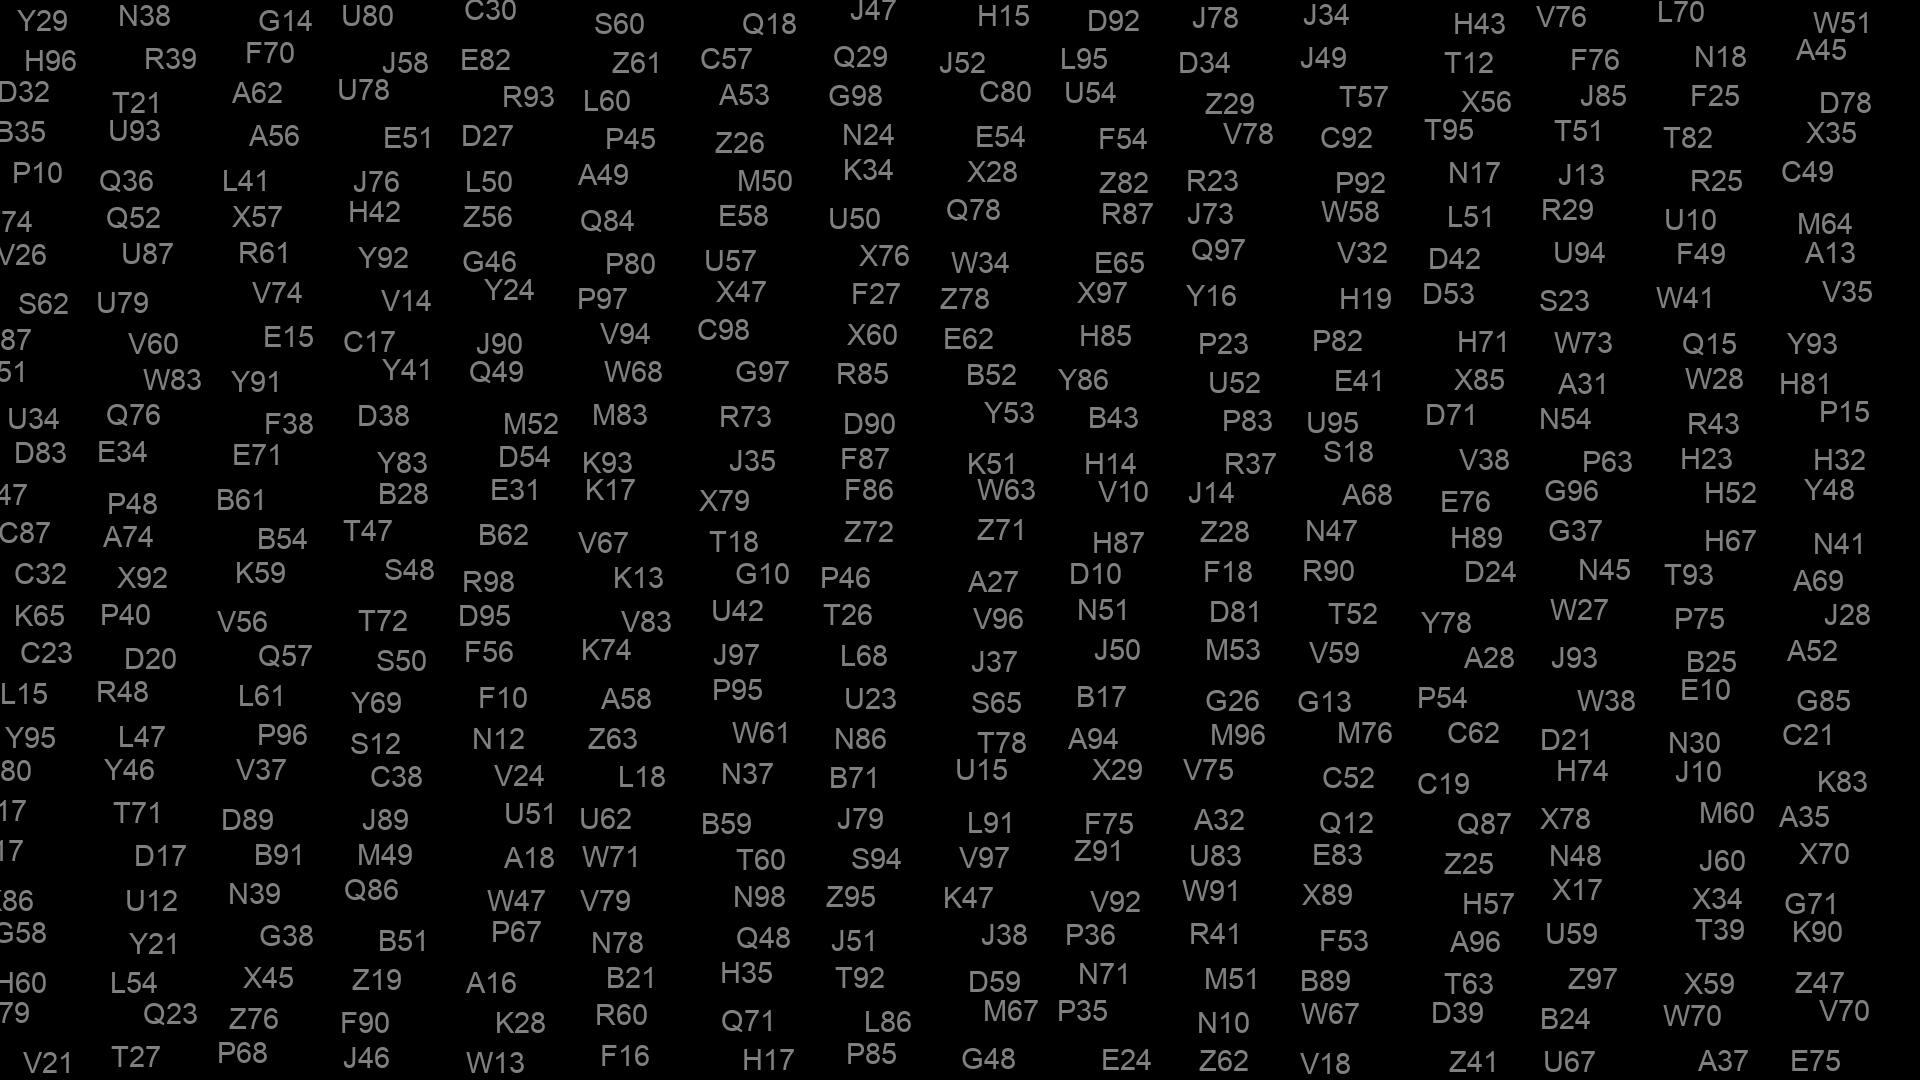 Y29 N38 G14 U80 C30 S60 Q18 J47 H15 D92 J78 J34 H43 V76 L70 W51
H96 R39 F70 J58 E82 Z61 C57 Q29 J52 L95 D34 J49 T12 F76 N18 A45
D32 T21 A62 U78 R93 L60 A53 G98 C80 U54 Z29 T57 X56 J85 F25 D78
B35 U93 A56 E51 D27 P45 Z26 N24 E54 F54 V78 C92 T95 T51 T82 X35
P10 Q36 L41 J76 L50 A49 M50 K34 X28 Z82 R23 P92 N17 J13 R25 C49
74 Q52 X57 H42 Z56 Q84 E58 U50 Q78 R87 J73 W58 L51 R29 U10 M64
V26 U87 R61 Y92 G46 P80 U57 X76 W34 E65 Q97 V32 D42 U94 F49 A13
S62 U79 V74 V14 Y24 P97 X47 F27 Z78 X97 Y16 H19 D53 S23 W41 V35
87 V60 E15 C17 J90 V94 C98 X60 E62 H85 P23 P82 H71 W73 Q15 Y93
51 W83 Y91 Y41 Q49 W68 G97 R85 B52 Y86 U52 E41 X85 A31 W28 H81
U34 Q76 F38 D38 M52 M83 R73 D90 Y53 B43 P83 U95 D71 N54 R43 P15
D83 E34 E71 Y83 D54 K93 J35 F87 K51 H14 R37 S18 V38 P63 H23 H32
47 P48 B61 B28 E31 K17 X79 F86 W63 V10 J14 A68 E76 G96 H52 Y48
C87 A74 B54 T47 B62 V67 T18 Z72 Z71 H87 Z28 N47 H89 G37 H67 N41
C32 X92 K59 S48 R98 K13 G10 P46 A27 D10 F18 R90 D24 N45 T93 A69
K65 P40 V56 T72 D95 V83 U42 T26 V96 N51 D81 T52 Y78 W27 P75 J28
C23 D20 Q57 S50 F56 K74 J97 L68 J37 J50 M53 V59 A28 J93 B25 A52
L15 R48 L61 Y69 F10 A58 P95 U23 S65 B17 G26 G13 P54 W38 E10 G85
Y95 L47 P96 S12 N12 Z63 W61 N86 T78 A94 M96 M76 C62 D21 N30 C21
80 Y46 V37 C38 V24 L18 N37 B71 U15 X29 V75 C52 C19 H74 J10 K83
17 T71 D89 J89 U51 U62 B59 J79 L91 F75 A32 Q12 Q87 X78 M60 A35
17 D17 B91 M49 A18 W71 T60 S94 V97 Z91 U83 E83 Z25 N48 J60 X70
86 U12 N39 Q86 W47 V79 N98 Z95 K47 V92 W91 X89 H57 X17 X34 G71
G58 Y21 G38 B51 P67 N78 Q48 J51 J38 P36 R41 F53 A96 U59 T39 K90
H60 L54 X45 Z19 A16 B21 H35 T92 D59 N71 M51 B89 T63 Z97 X59 Z47
79 Q23 Z76 F90 K28 R60 Q71 L86 M67 P35 N10 W67 D39 B24 W70 V70
V21 T27 P68 J46 W13 F16 H17 P85 G48 E24 Z62 V18 Z41 U67 A37 E75